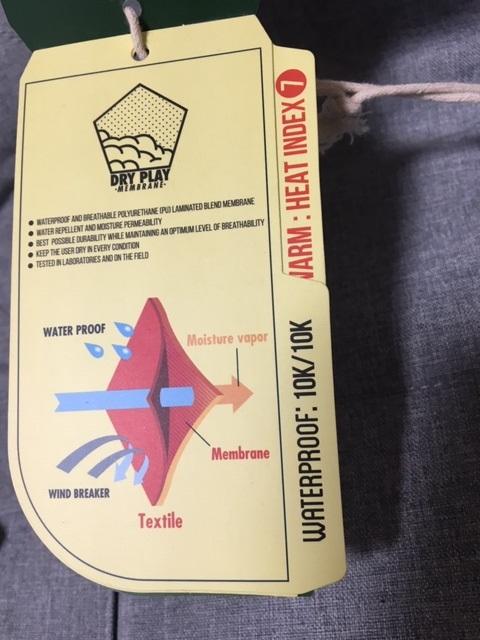 DRY PLAY
-MEMBRANE-
• WATERPROOF AND BREATHABLE POLYURETHANE (PU) LAMINATED BLEND MEMBRANE
• WATER REPELLENT AND MOISTURE PERMEABILITY
• BEST POSSIBLE DURABILITY WHILE MAINTAINING AN OPTIMUM LEVEL OF BREATHABILITY
• KEEP THE USER DRY IN EVERY CONDITION
• TESTED IN LABORATORIES AND ON THE FIELD
WATER PROOF
Moisture vapor
Membrane
WIND BREAKER
Textile
WARM : HEAT INDEX 7
WATERPROOF: 10K/10K